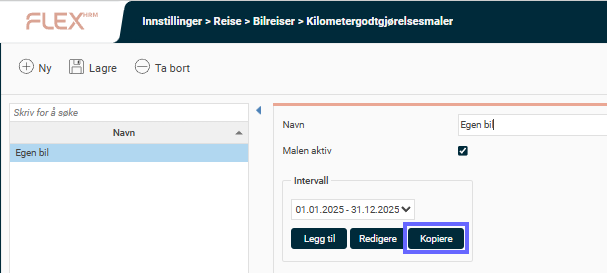 FLEX HRM
Innstillinger > Reise > Bilreiser > Kilometergodtgjørelsesmaler
Ny Lagre Ta bort
Skriv for å søke
Navn
Egen bil
Navn Egen bil
Malen aktiv
Intervall
01.01.2025 - 31.12.2025
Legg til Redigere Kopiere